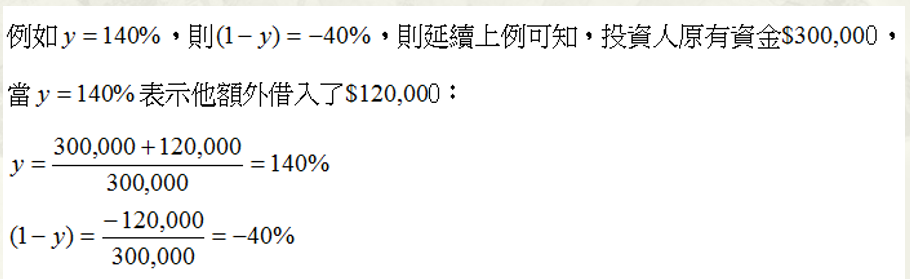 例如 y = 140%，則(1 − y) = −40%，則延續上例可知，投資人原有資金$300,000，
當 y = 140% 表示他額外借入了$120,000：
y = \frac{300,000 + 120,000}{300,000} = 140%
(1 − y) = \frac{−120,000}{300,000} = −40%